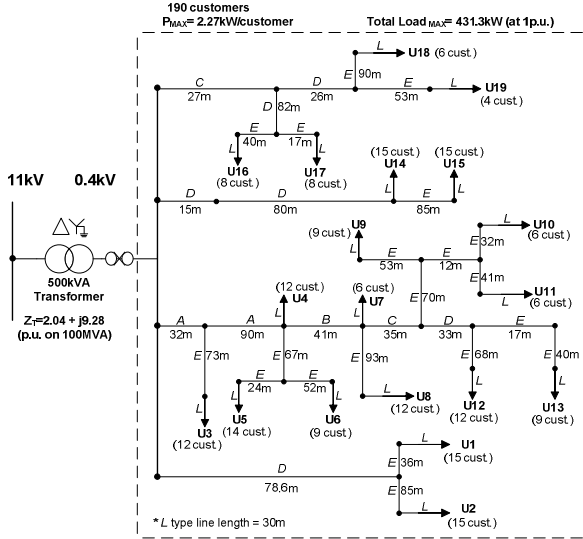 190 customers
PMAX= 2.27kW/customer
Total Load MAX= 431.3kW (at 1p.u.)
L
U18 (6 cust.)
E 90m
C
D
E
L
U19
27m
26m
53m
(4 cust.)
D 82m
E
E
40m
17m
L
L
U16
U17
(8 cust.)
(8 cust.)
(15 cust.)
(15 cust.)
U14
U15
11kV
0.4kV
L
L
D
D
E
15m
80m
85m
U9
(9 cust.)
L
U10
(6 cust.)
L
E 32m
E
E
53m
12m
E 41m
L
U11
(6 cust.)
E 70m
500kVA
Transformer
ZT=2.04 + j9.28
(p.u. on 100MVA)
(12 cust.)
U4
(6 cust.)
U7
L
L
A
A
B
C
D
E
32m
90m
41m
35m
33m
17m
E 73m
E 67m
E 93m
E 68m
E 40m
E
E
24m
52m
L
L
L
L
U8
(12 cust.)
L
L
U3
(12 cust.)
U5
(14 cust.)
U6
(9 cust.)
U12
(12 cust.)
U13
(9 cust.)
L
U1
(15 cust.)
E 36m
D
78,6m
E 85m
L
U2
(15 cust.)
* L type line length = 30m